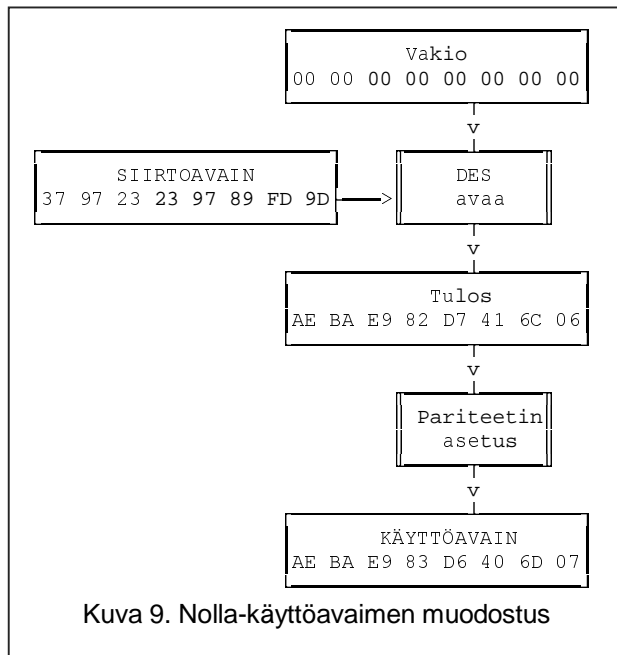 Vakio
00 00 00 00 00 00 00 00
v
SIIRTOAVAIN
37 97 23 23 97 89 FD 9D
>
DES
avaa
v
Tulos
AE BA E9 82 D7 41 6C 06
v
Pariteetin
asetus
v
KÄYTTÖAVAIN
AE BA E9 83 D6 40 6D 07
Kuva 9. Nolla-käyttöavaimen muodostus